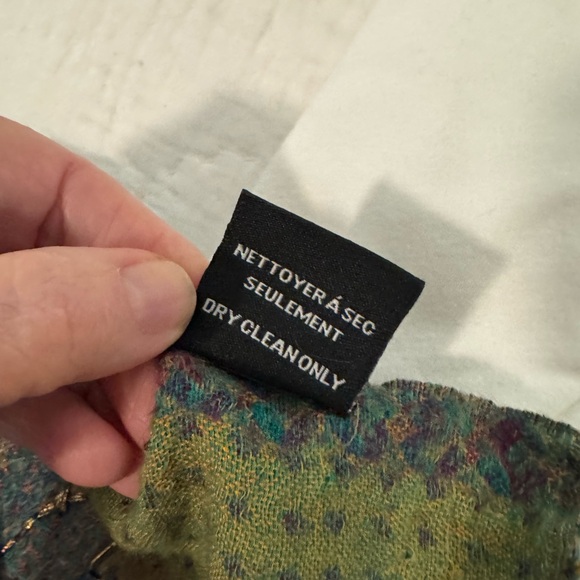 NETTOYER Á SEC
SEULEMENT
DRY CLEAN ONLY